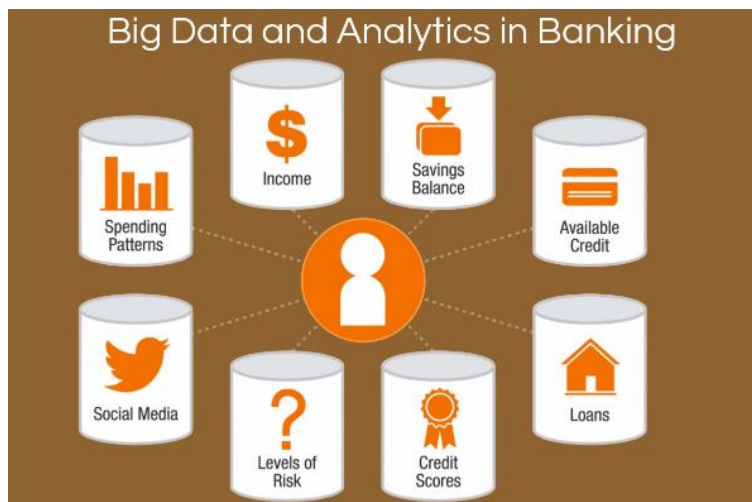 Big Data and Analytics in Banking
Income
Savings
Balance
Spending
Patterns
Available
Credit
Social Media
Levels of
Risk
Credit
Scores
Loans